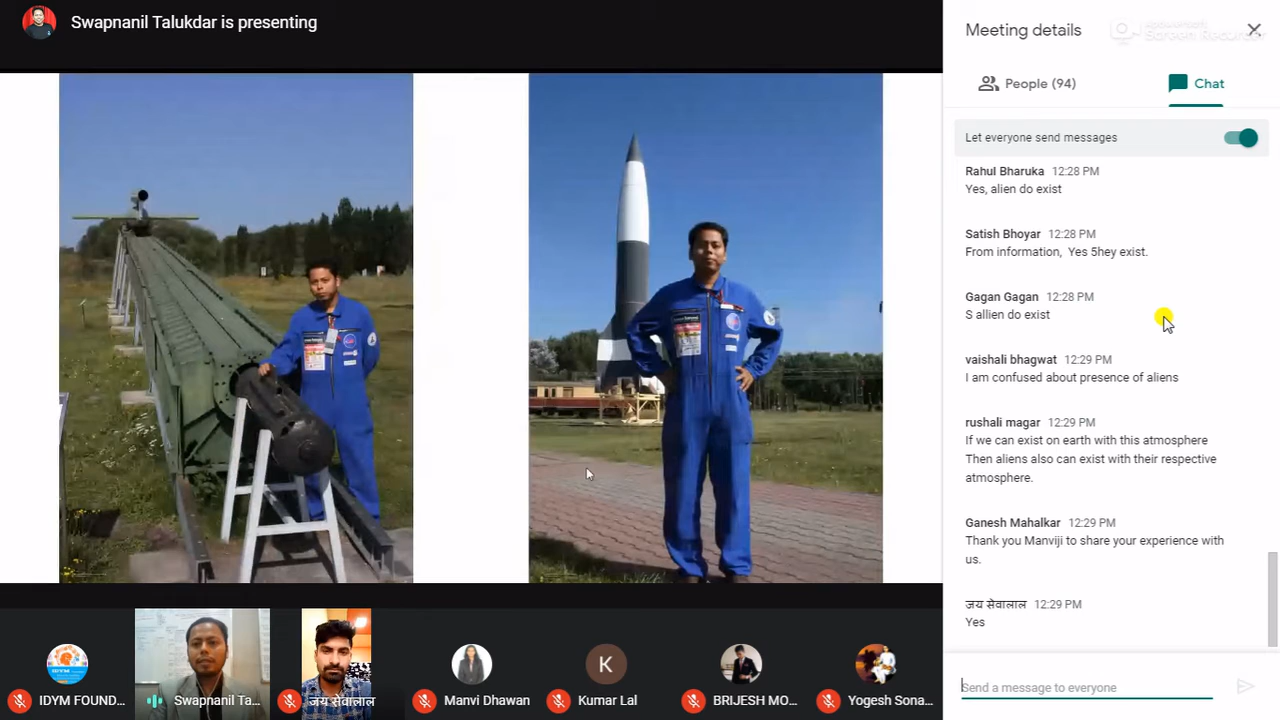 Swapnanil Talukdar is presenting
Meeting details
Screen Recorder
People (94)
Chat
Let everyone send messages
Rahul Bharuka 12:28 PM
Yes, alien do exist
Satish Bhoyar 12:28 PM
From information, Yes 5hey exist.
Gagan Gagan 12:28 PM
S allien do exist
vaishali bhagwat 12:29 PM
I am confused about presence of aliens
rushali magar 12:29 PM
If we can exist on earth with this atmosphere
Then aliens also can exist with their respective
atmosphere.
Ganesh Mahalkar 12:29 PM
Thank you Manviji to share your experience with
us.
जय सेवालाल 12:29 PM
Yes
Send a message to everyone
IDYM
IDYM FOUND...
Swapnanil Ta...
जय सेवालाल
Manvi Dhawan
K
Kumar Lal
BRIJESH MO...
Yogesh Sona...